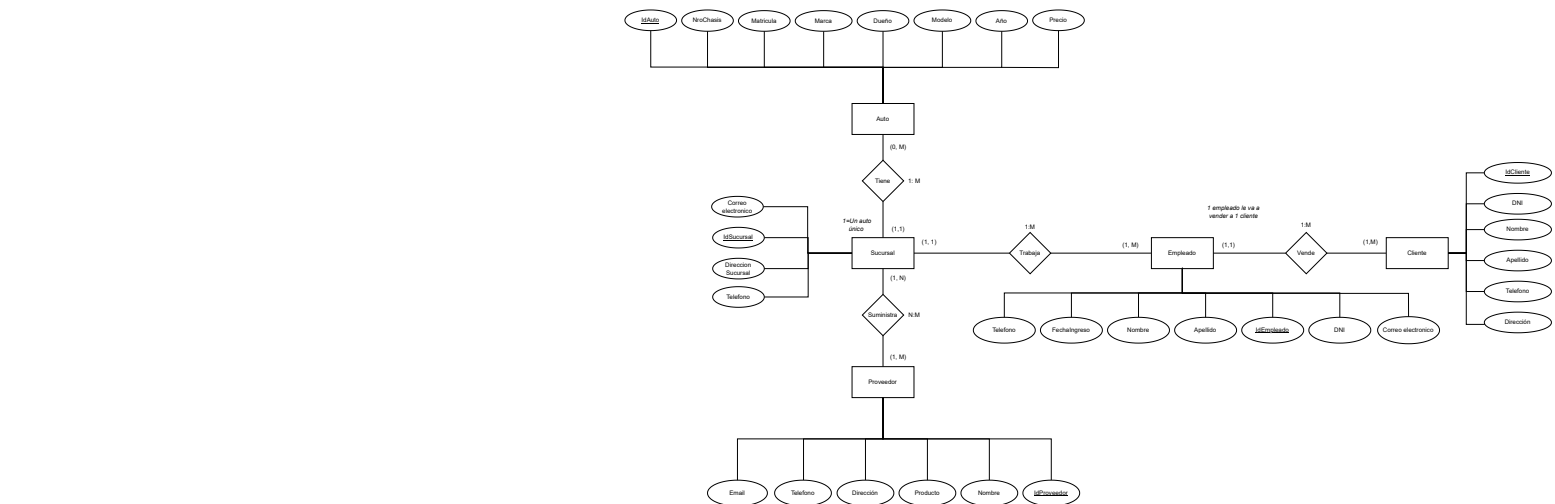 IdAuto
NroChasis
Matricula
Marca
Dueño
Modelo
Año
Precio
Auto
(0, M)
Tiene
1: M
1=Un auto
único
(1,1)
Correo
electronico
IdSucursal
Direccion
Sucursal
Telefono
Sucursal
(1, 1)
1:M
Trabaja
(1, M)
Empleado
(1,1)
1 empleado le va a
vender a 1 cliente
1:M
Vende
(1,M)
Cliente
IdCliente
DNI
Nombre
Apellido
Telefono
Dirección
Telefono
FechaIngreso
Nombre
Apellido
IdEmpleado
DNI
Correo electronico
(1, N)
Suministra
N:M
(1, M)
Proveedor
Email
Telefono
Dirección
Producto
Nombre
IdProveedor